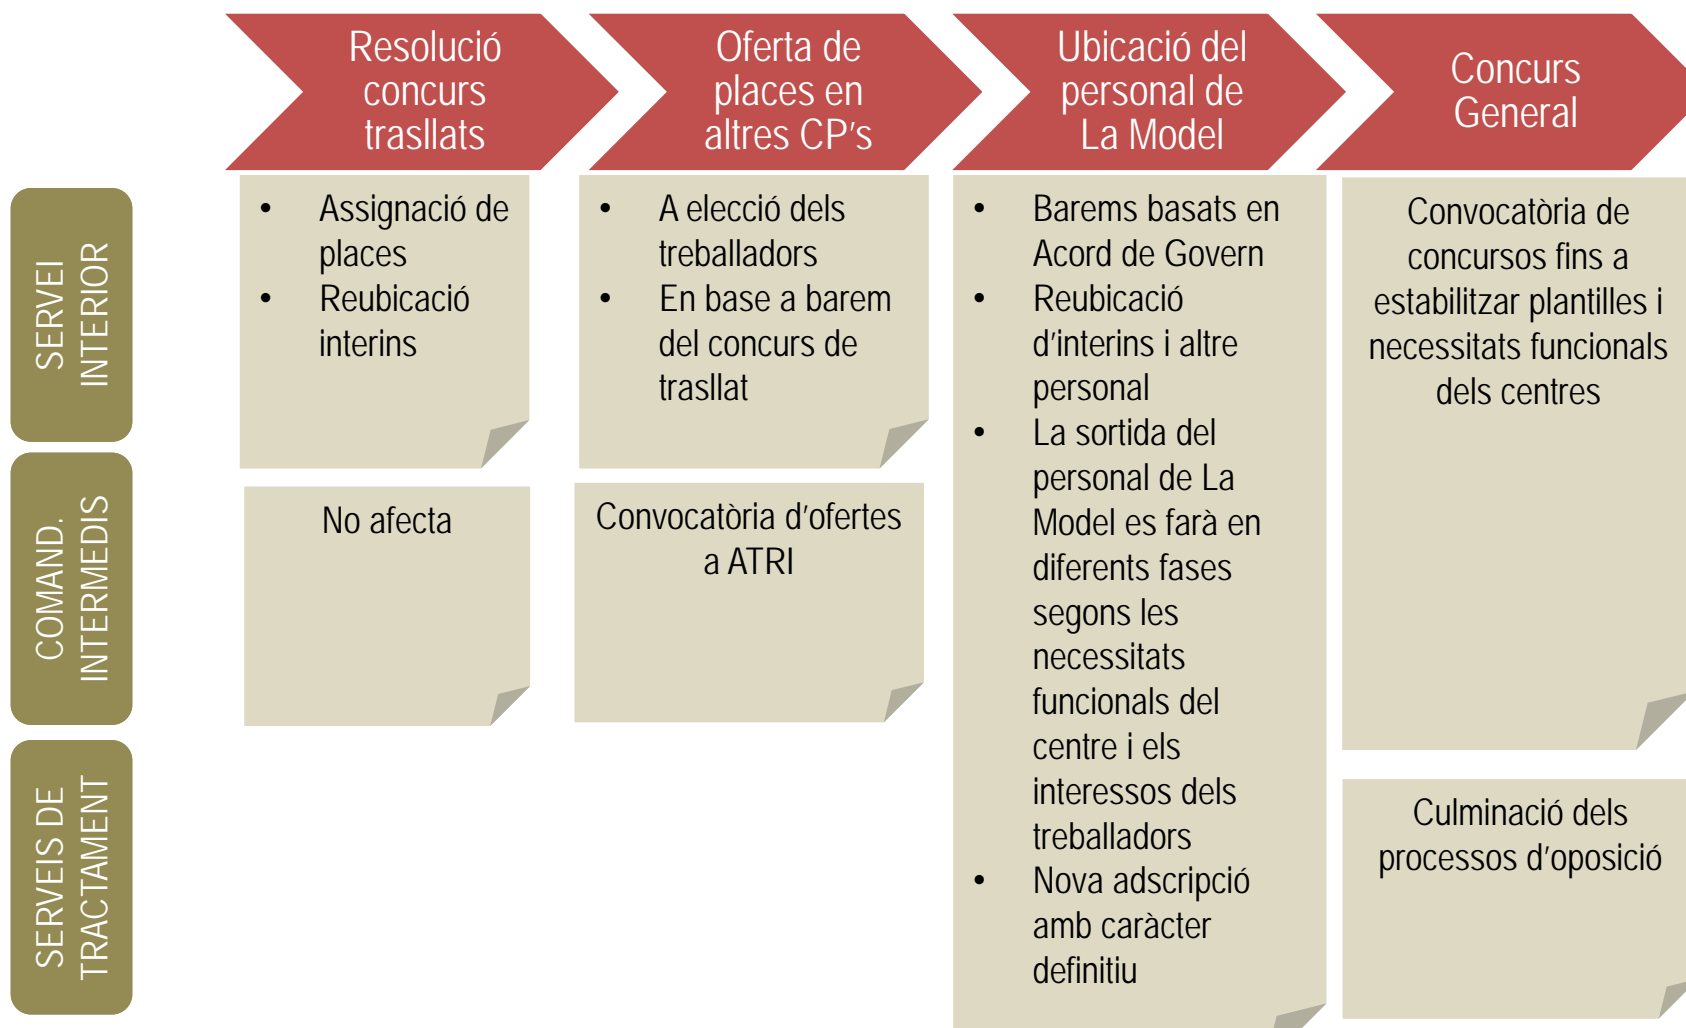 Resolució
concurs
trasllats
Oferta de
places en
altres CP's
Ubicació del
personal de
La Model
Concurs
General
SERVEI
INTERIOR
• Assignació de
places
• Reubicació
interins
• A elecció dels
treballadors
• En base a barem
del concurs de
trasllat
• Barems basats en
Acord de Govern
• Reubicació
d'interins i altre
personal
• La sortida del
personal de La
Model es farà en
diferents fases
segons les
necessitats
funcionals del
centre i els
interessos dels
treballadors
• Nova adscripció
amb caràcter
definitiu
Convocatòria de
concursos fins a
estabilitzar plantilles i
necessitats funcionals
dels centres
COMAND.
INTERMEDIS
No afecta
Convocatòria d'ofertes
a ATRI
SERVEIS DE
TRACTAMENT
Culminació dels
processos d'oposició